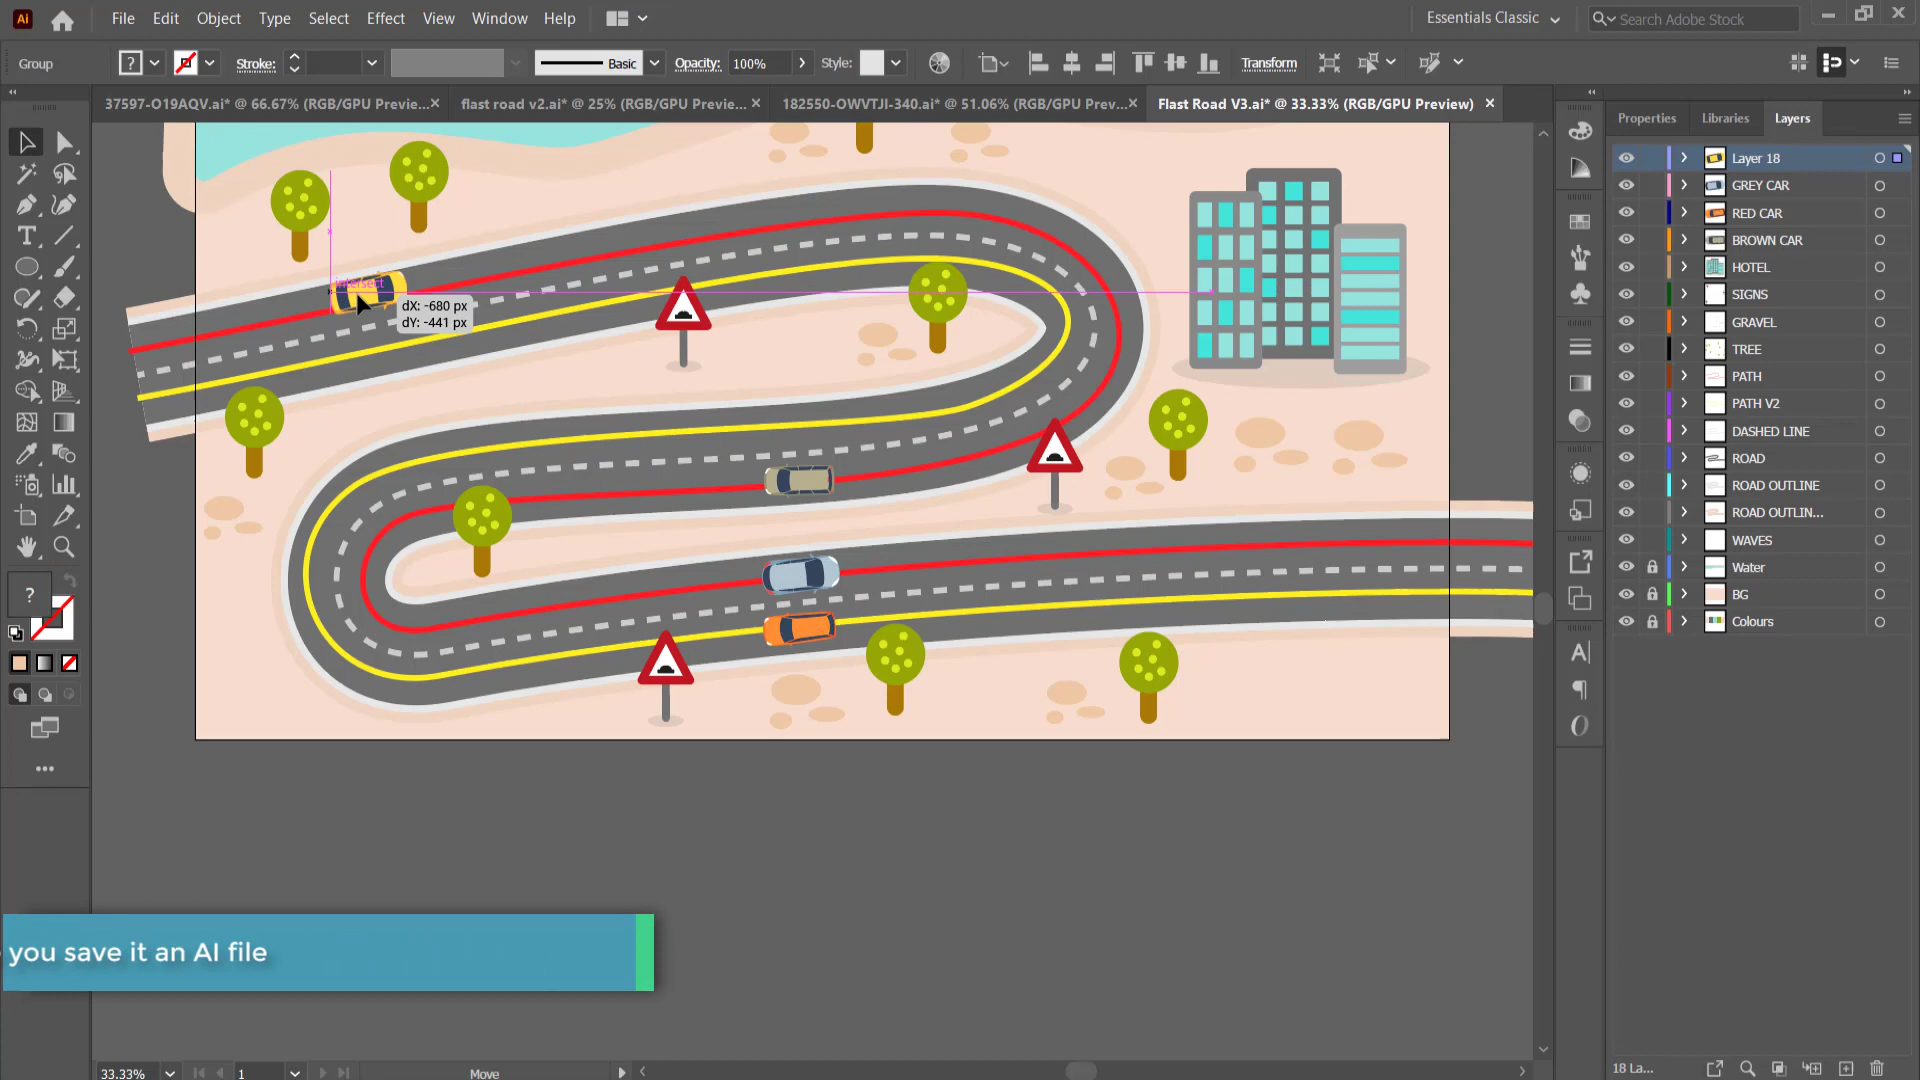 Ai File Edit Object Type Select Effect View Window Help Essentials Classic Search Adobe Stock
Group Stroke: Basic Opacity: 100% Style: Transform
37597-O19AQV.ai* @ 66.67% (RGB/GPU Previe... flast road v2.ai* @ 25% (RGB/GPU Previe... 182550-OWVTJI-340.ai* @ 51.06% (RGB/GPU Prev... Flast Road V3.ai* @ 33.33% (RGB/GPU Preview)
Properties Libraries Layers
Layer 18
GREY CAR
RED CAR
BROWN CAR
HOTEL
SIGNS
GRAVEL
TREE
PATH
PATH V2
DASHED LINE
ROAD
ROAD OUTLINE
ROAD OUTLIN...
WAVES
Water
BG
Colours
intersect
dX: -680 px
dY: -441 px
you save it an AI file
33.33% 1 Move
18 La...